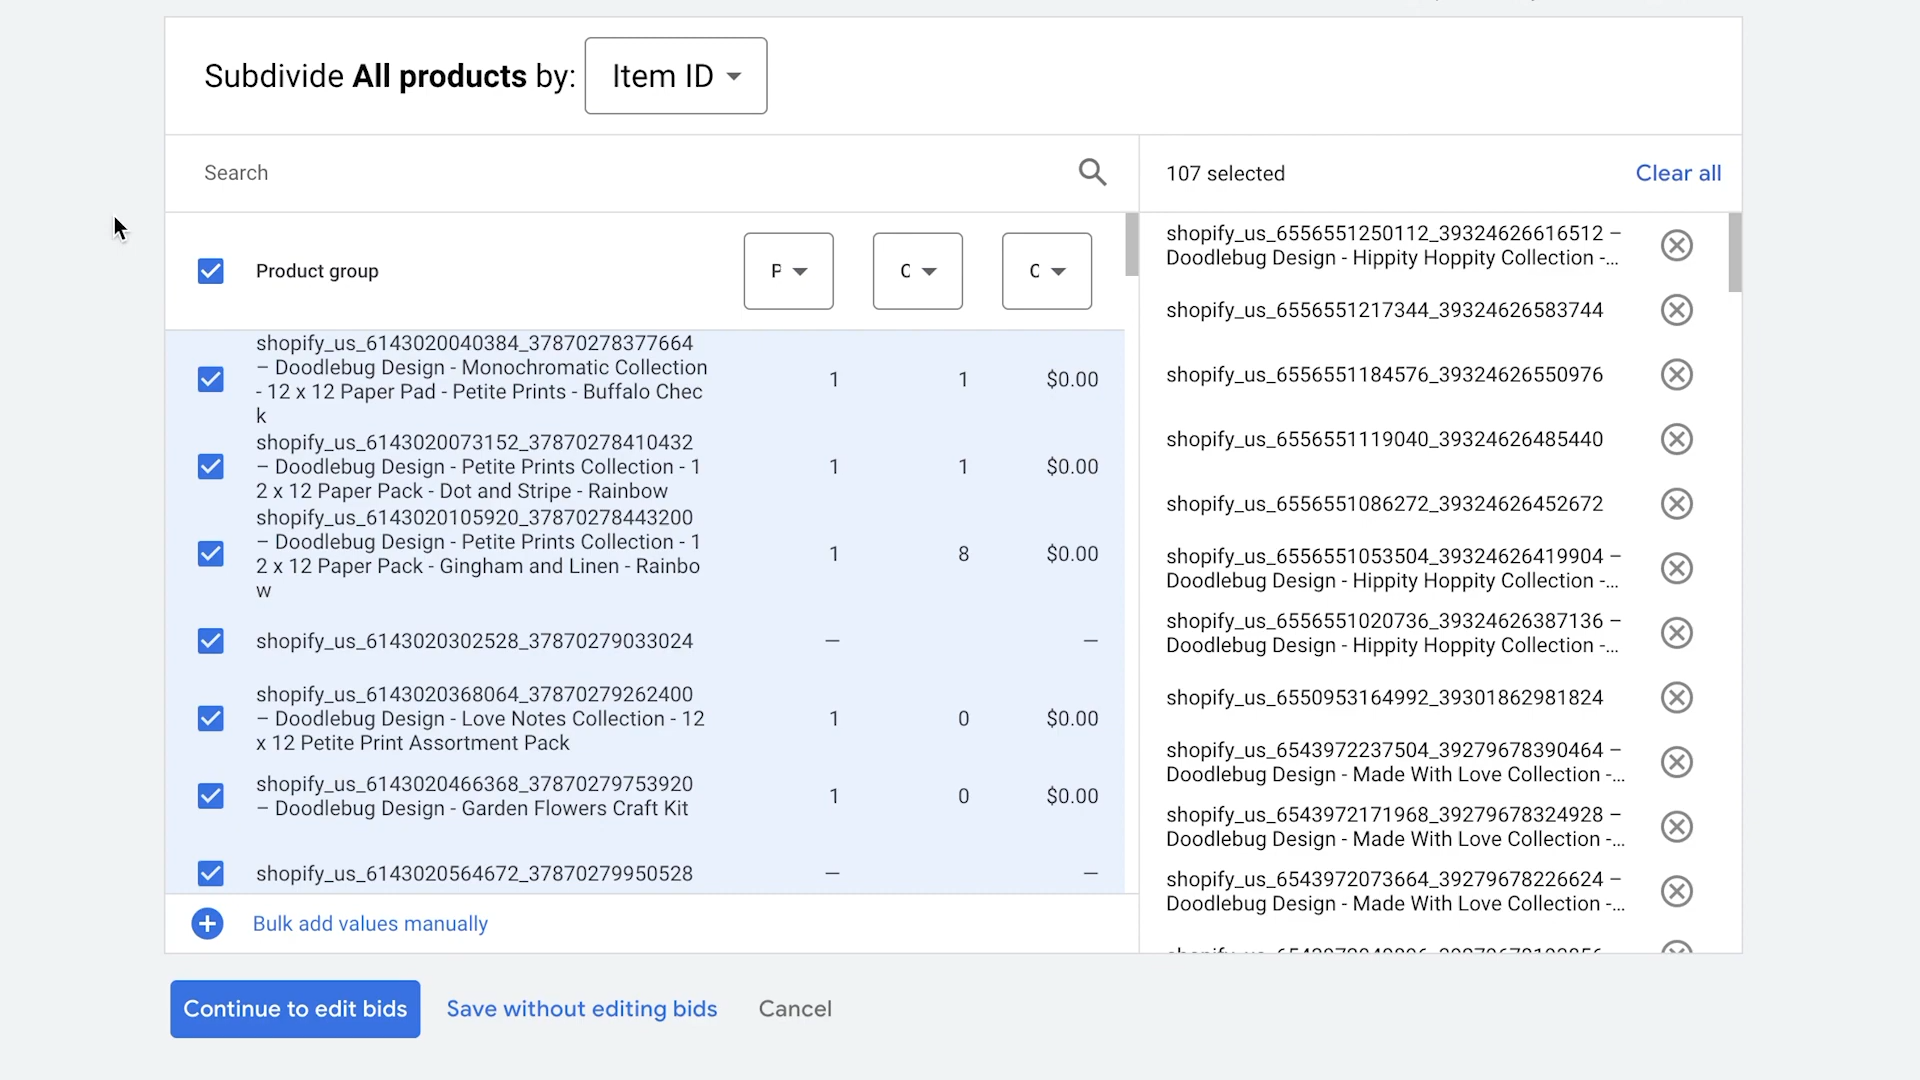 Subdivide All products by: Item ID
Search
107 selected
Clear all
Product group
P
C
C
shopify_us_6143020040384_37870278377664
– Doodlebug Design - Monochromatic Collection
- 12 x 12 Paper Pad - Petite Prints - Buffalo Chec
k
1 1 $0.00
shopify_us_6143020073152_37870278410432
– Doodlebug Design - Petite Prints Collection - 1
2 x 12 Paper Pack - Dot and Stripe - Rainbow
1 1 $0.00
shopify_us_6143020105920_37870278443200
– Doodlebug Design - Petite Prints Collection - 1
2 x 12 Paper Pack - Gingham and Linen - Rainbo
w
1 8 $0.00
shopify_us_6143020302528_37870279033024
— —
shopify_us_6143020368064_37870279262400
– Doodlebug Design - Love Notes Collection - 12
x 12 Petite Print Assortment Pack
1 0 $0.00
shopify_us_6143020466368_37870279753920
– Doodlebug Design - Garden Flowers Craft Kit
1 0 $0.00
shopify_us_6143020564672_37870279950528
— —
Bulk add values manually
shopify_us_6556551250112_39324626616512 –
Doodlebug Design - Hippity Hoppity Collection -...
shopify_us_6556551217344_39324626583744
shopify_us_6556551184576_39324626550976
shopify_us_6556551119040_39324626485440
shopify_us_6556551086272_39324626452672
shopify_us_6556551053504_39324626419904 –
Doodlebug Design - Hippity Hoppity Collection -...
shopify_us_6556551020736_39324626387136 –
Doodlebug Design - Hippity Hoppity Collection -...
shopify_us_6550953164992_39301862981824
shopify_us_6543972237504_39279678390464 –
Doodlebug Design - Made With Love Collection -...
shopify_us_6543972171968_39279678324928 –
Doodlebug Design - Made With Love Collection -...
shopify_us_6543972073664_39279678226624 –
Doodlebug Design - Made With Love Collection -...
Continue to edit bids
Save without editing bids
Cancel